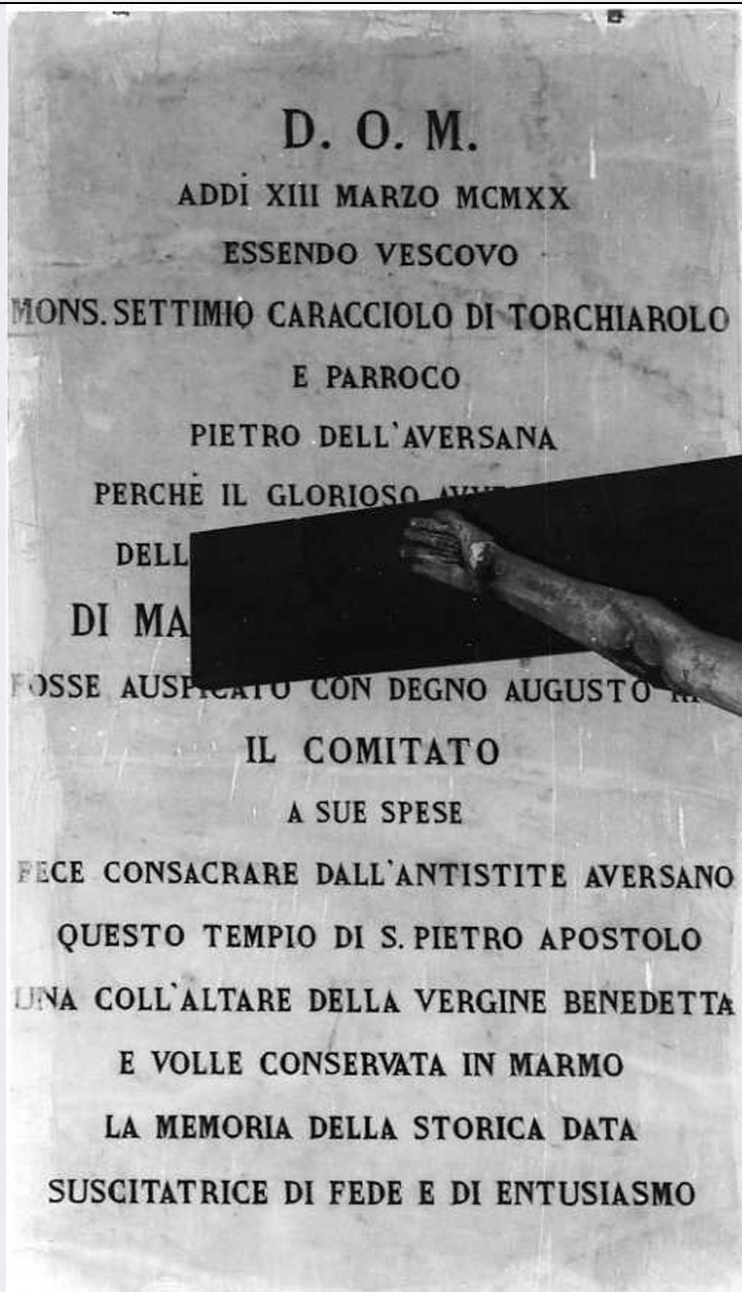 D. O. M.
ADDÌ XIII MARZO MCMXX
ESSENDO VESCOVO
MONS. SETTIMIO CARACCIOLO DI TORCHIAROLO
E PARROCO
PIETRO DELL'AVERSANA
PERCHÈ IL GLORIOSO
DELL
DI MA
FOSSE AUSPICATO CON DEGNO AUGUSTO
IL COMITATO
A SUE SPESE
FECE CONSACRARE DALL'ANTISTITE AVERSANO
QUESTO TEMPIO DI S. PIETRO APOSTOLO
UNA COLL'ALTARE DELLA VERGINE BENEDETTA
E VOLLE CONSERVATA IN MARMO
LA MEMORIA DELLA STORICA DATA
SUSCITATRICE DI FEDE E DI ENTUSIASMO